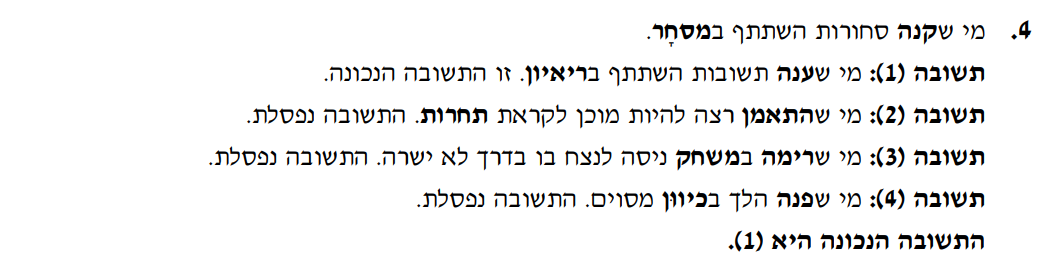 4. מי שקנה סחורות השתתף במסחָר.
תשובה (1): מי שענה תשובות השתתף בריאיון. זו התשובה הנכונה.
תשובה (2): מי שהתאמן רצה להיות מוכן לקראת תחרות. התשובה נפסלת.
תשובה (3): מי שרימה במשחק ניסה לנצח בו בדרך לא ישרה. התשובה נפסלת.
תשובה (4): מי שפנה הלך בכיווּן מסוים. התשובה נפסלת.
התשובה הנכונה היא (1).